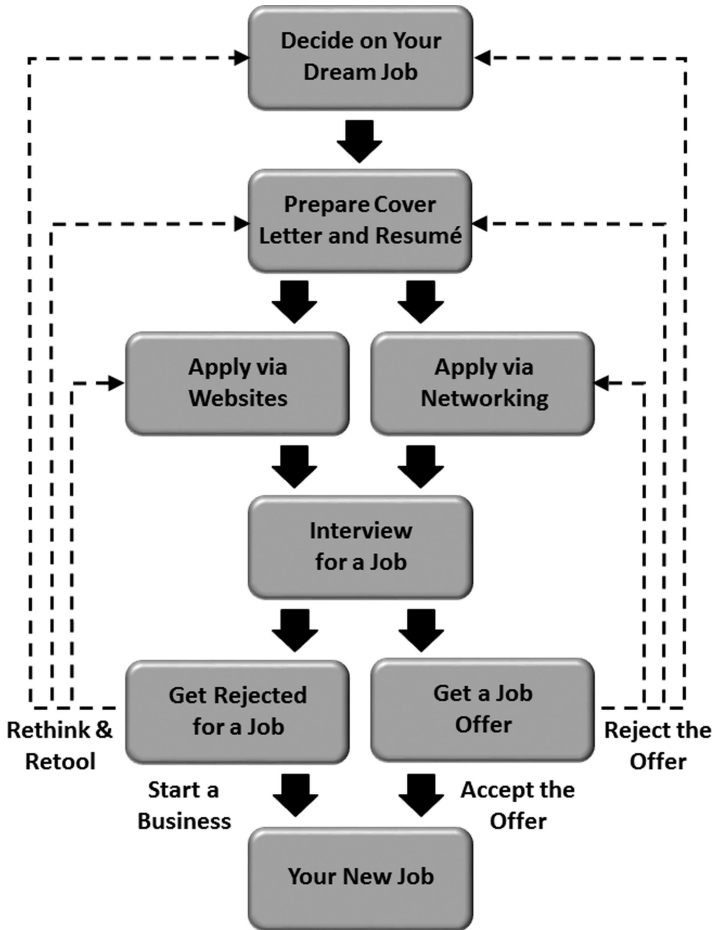 Decide on Your
Dream Job
Prepare Cover
Letter and Resumé
Apply via
Websites
Apply via
Networking
Interview
for a Job
Get Rejected
for a Job
Get a Job
Offer
Rethink &
Retool
Reject the
Offer
Start a
Business
Accept the
Offer
Your New Job